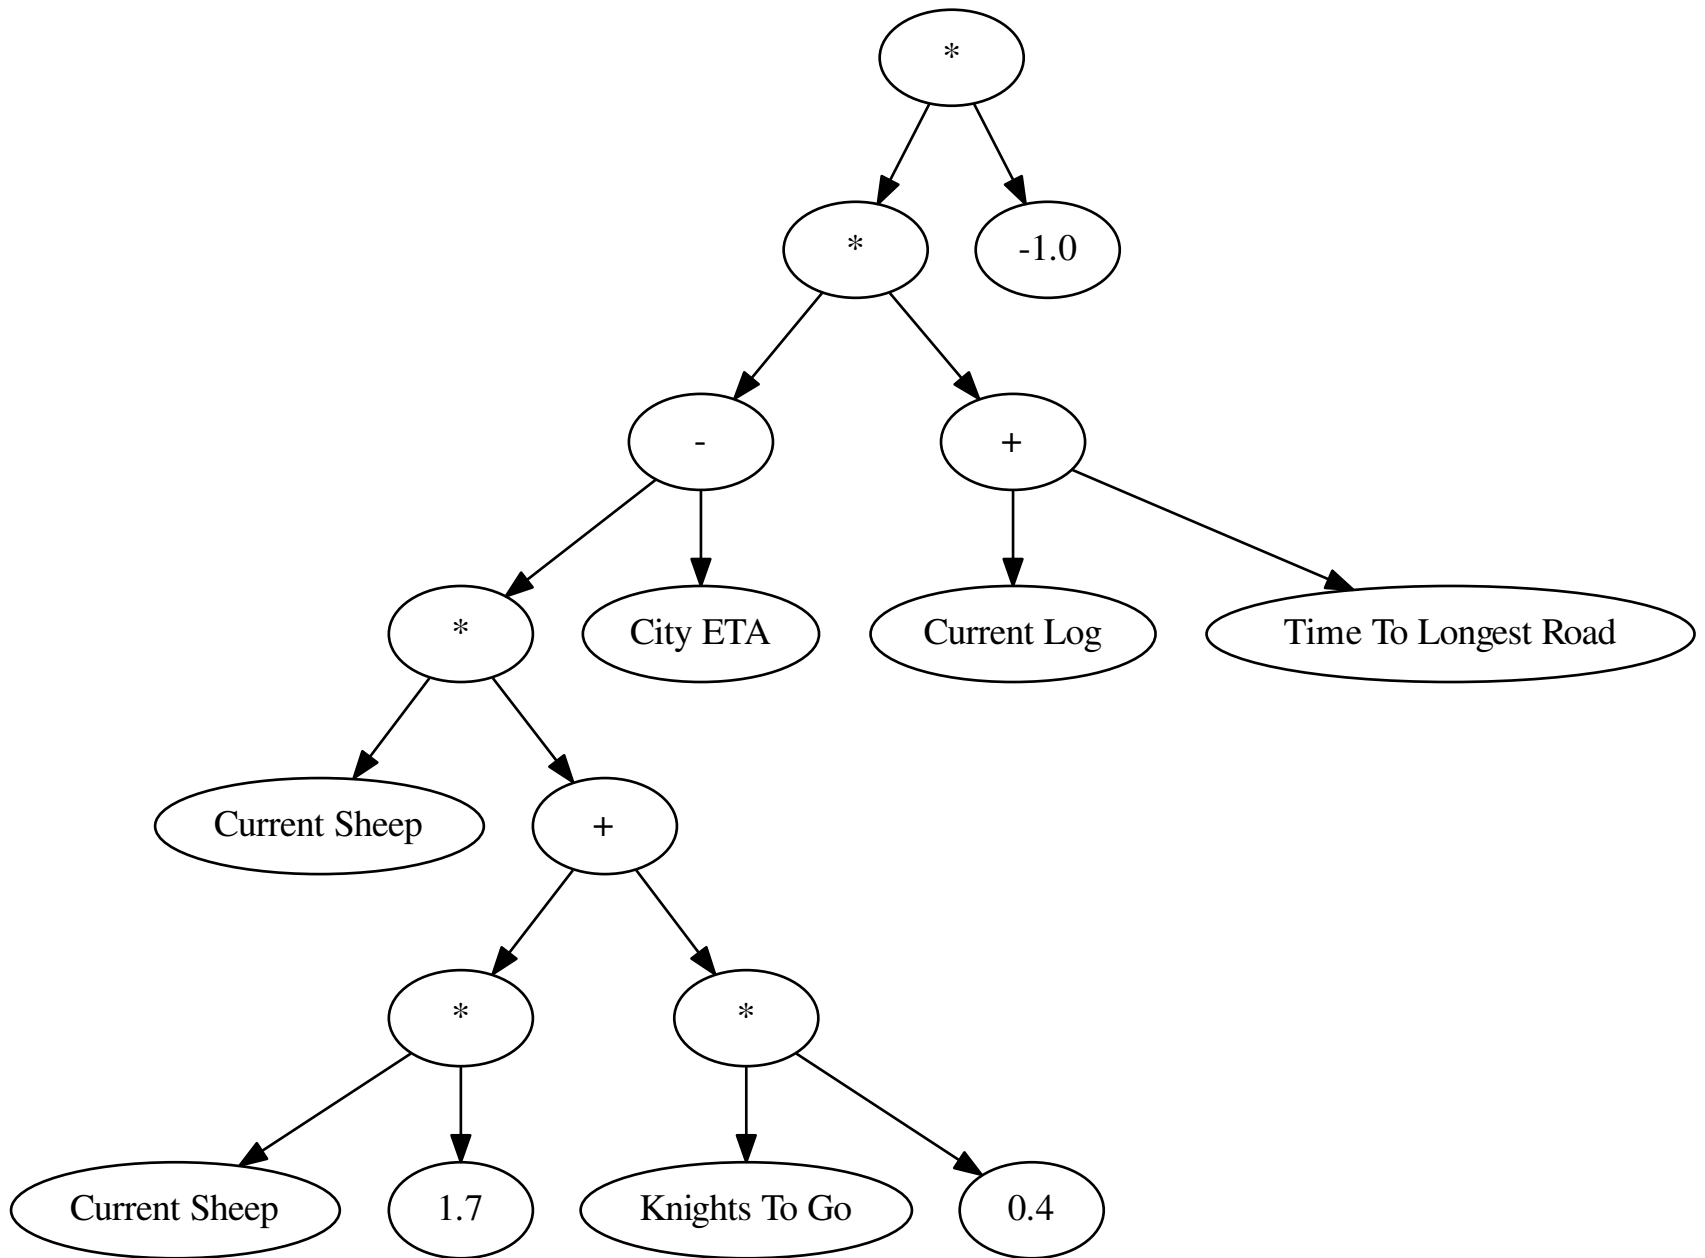 *
*
-1.0
-
+
*
City ETA
Current Log
Time To Longest Road
Current Sheep
+
*
*
Current Sheep
1.7
Knights To Go
0.4